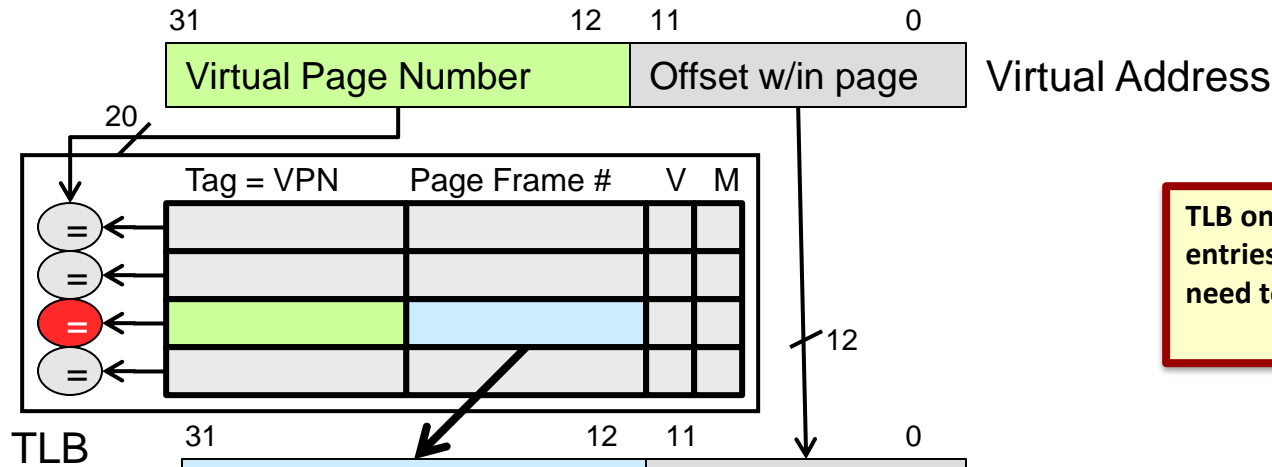 31 12 11 0
Virtual Page Number Offset w/in page Virtual Address
20
Tag = VPN Page Frame # V M
=
=
=
=
TLB on
entries
need t
12
TLB
31 12 11 0